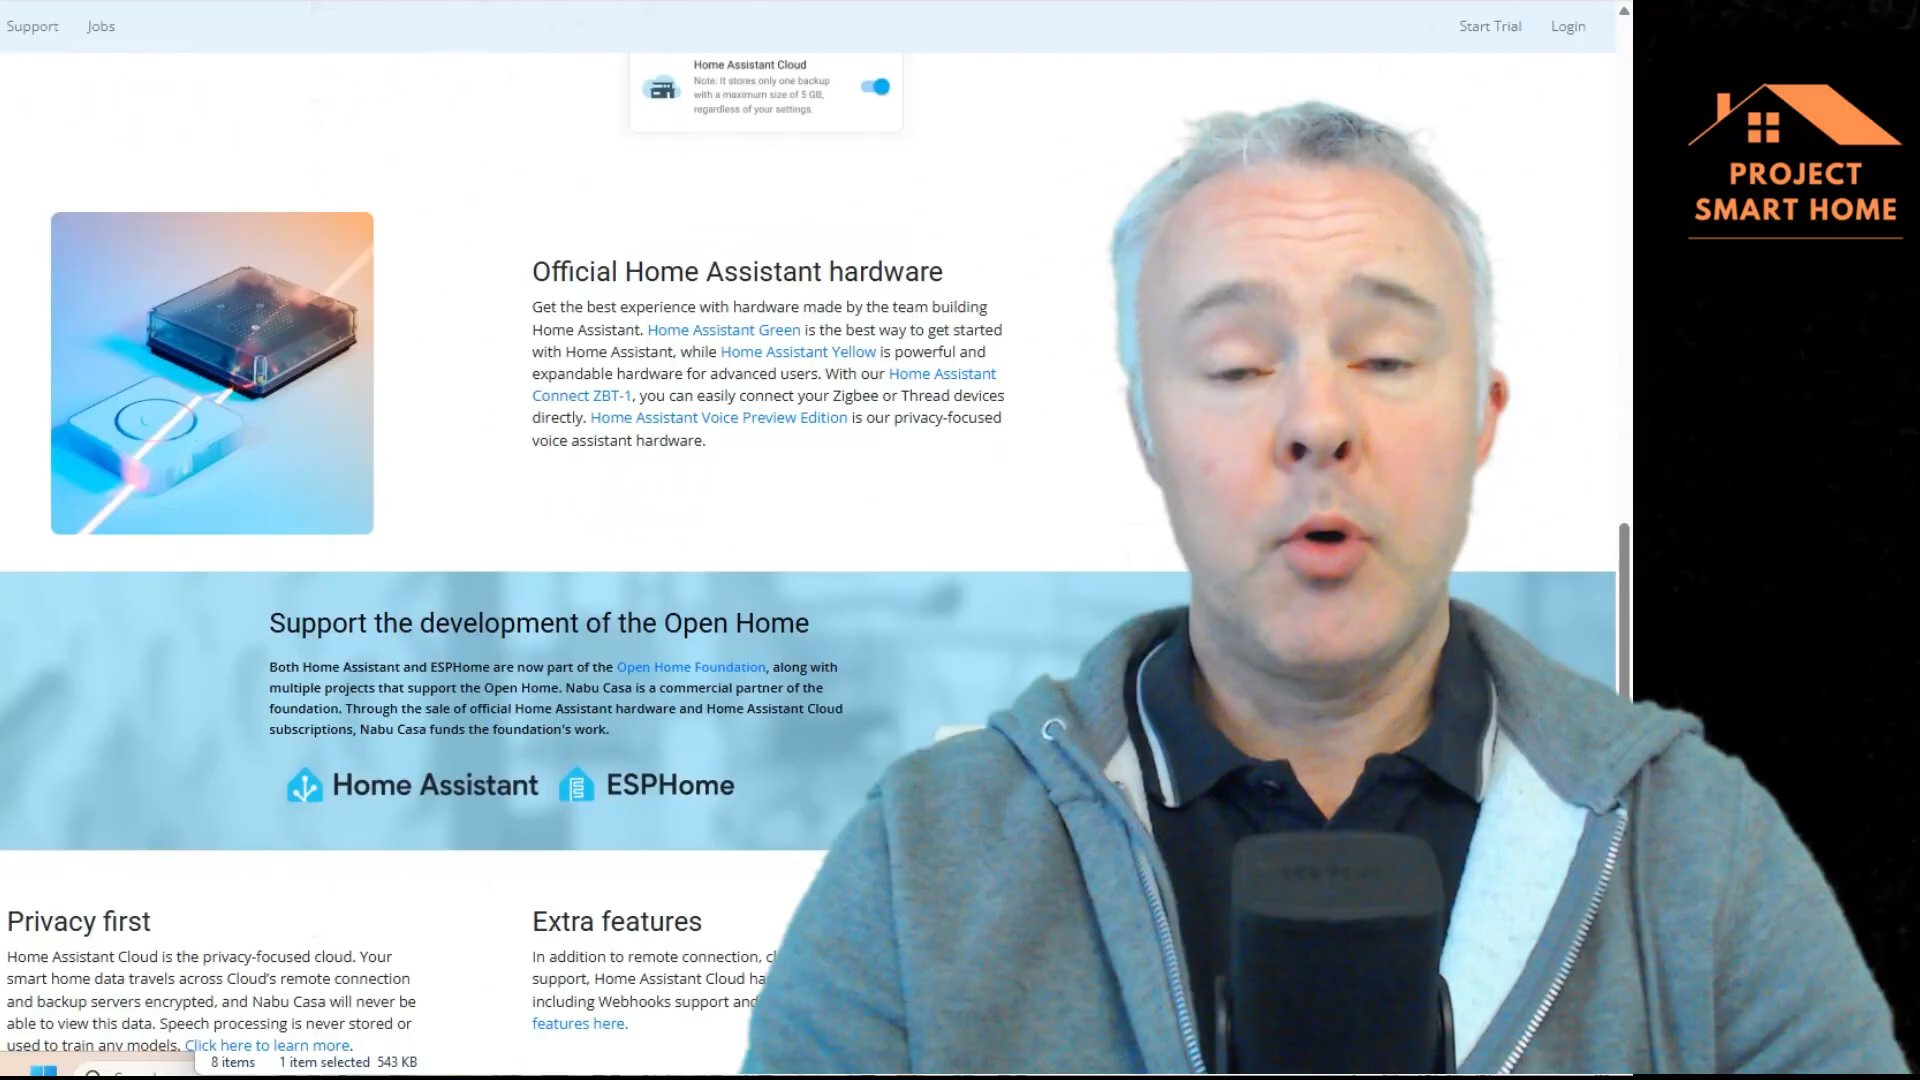 Support Jobs Start Trial Login
Home Assistant Cloud
Note: It stores only one backup
with a maximum size of 5 GB,
regardless of your settings.
PROJECT
SMART HOME
Official Home Assistant hardware
Get the best experience with hardware made by the team building
Home Assistant. Home Assistant Green is the best way to get started
with Home Assistant, while Home Assistant Yellow is powerful and
expandable hardware for advanced users. With our Home Assistant
Connect ZBT-1, you can easily connect your Zigbee or Thread devices
directly. Home Assistant Voice Preview Edition is our privacy-focused
voice assistant hardware.
Support the development of the Open Home
Both Home Assistant and ESPHome are now part of the Open Home Foundation, along with
multiple projects that support the Open Home. Nabu Casa is a commercial partner of the
foundation. Through the sale of official Home Assistant hardware and Home Assistant Cloud
subscriptions, Nabu Casa funds the foundation's work.
Home Assistant ESPHome
Privacy first
Home Assistant Cloud is the privacy-focused cloud. Your
smart home data travels across Cloud's remote connection
and backup servers encrypted, and Nabu Casa will never be
able to view this data. Speech processing is never stored or
used to train any models. Click here to learn more.
Extra features
In addition to remote connection,
support, Home Assistant Cloud
including Webhooks support and
features here.
8 items 1 item selected 543 KB